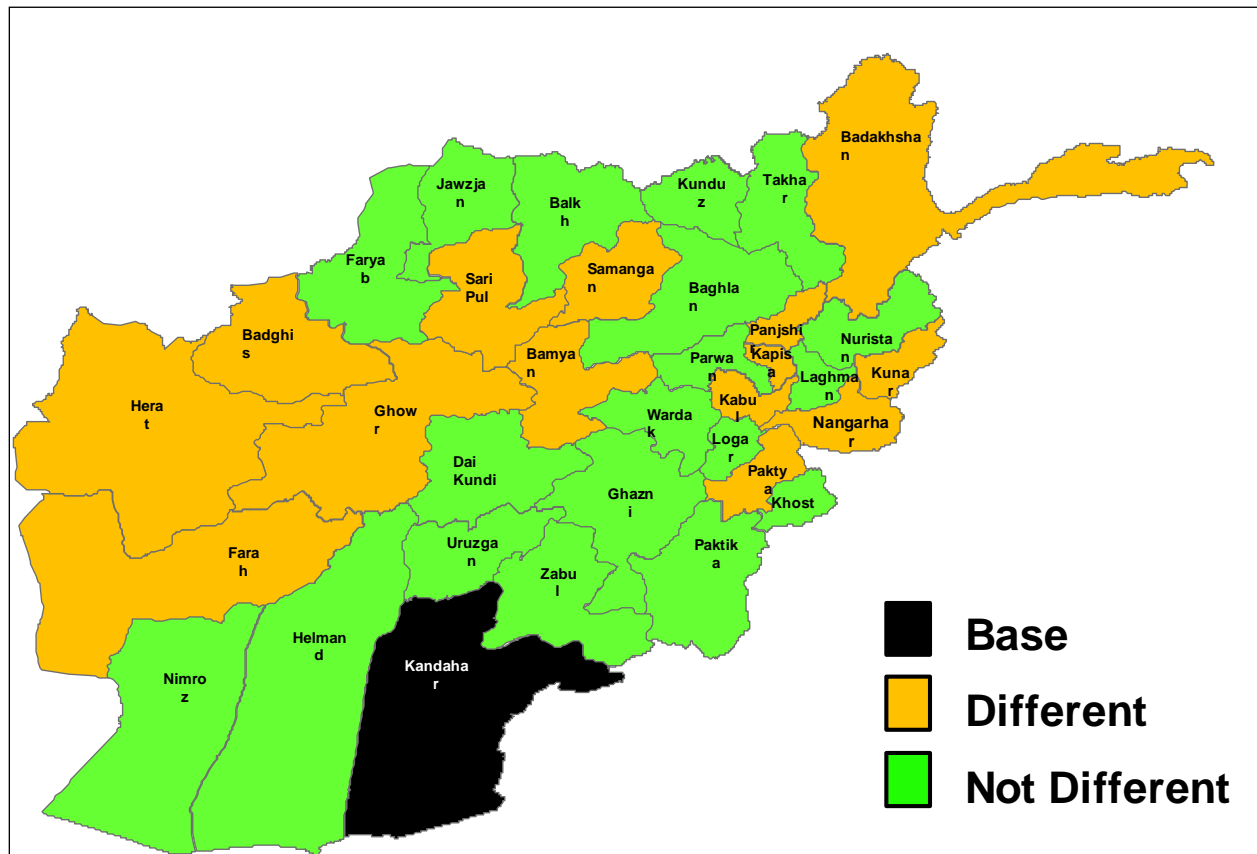 Badakhsha
n
Jawzja
n
Balk
h
Kundu
z
Takha
r
Farya
b
Sari
Pul
Samanga
n
Baghla
n
Badghi
s
Panjshi
r
Nurista
n
Bamya
n
Parwa
n
Kapis
a
Laghma
n
Kuna
r
Hera
t
Ghow
r
Kabu
l
Warda
k
Nangarha
r
Loga
r
Dai
Kundi
Ghazn
i
Pakty
a
Khost
Uruzga
n
Paktik
a
Fara
h
Zabu
l
Helman
d
Nimro
z
Kandaha
r
Base
Different
Not Different